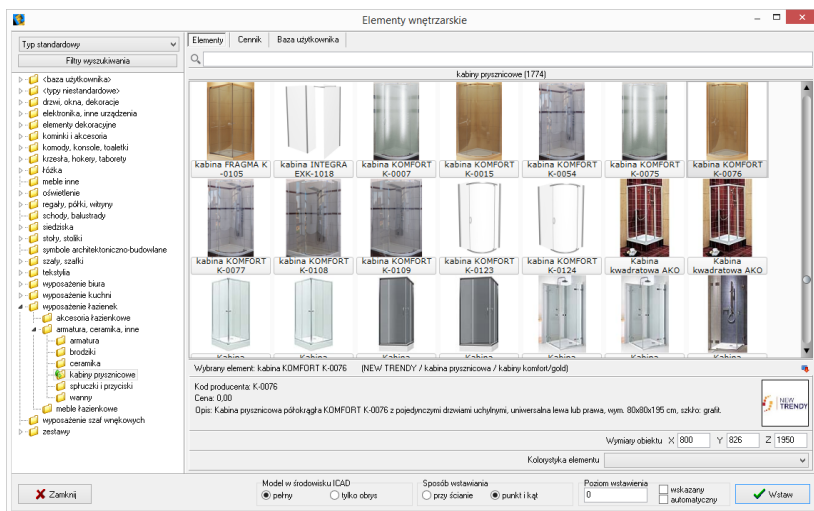 Elementy wnętrzarskie
Typ standardowy
Filtry wyszukiwania
<baza użytkownika>
<typy niestandardowe>
drzwi, okna, dekoracje
elektronika, inne urządzenia
elementy dekoracyjne
kominki i akcesoria
komody, konsole, toaletki
krzesła, hokery, taborety
łóżka
meble inne
oświetlenie
regały, półki, witryny
schody, balustrady
siedziska
stoły, stoliki
symbole architektoniczno-budowlane
szafy, szafki
tekstylia
wyposażenie biura
wyposażenie kuchni
wyposażenie łazienek
akcesoria łazienkowe
armatura, ceramika, inne
armatura
brodziki
ceramika
kabiny prysznicowe
spłuczki i przyciski
wanny
meble łazienkowe
wyposażenie szaf wnękowych
zestawy
Elementy Cennik Baza użytkownika
kabiny prysznicowe (1774)
kabina FRAGMA K
-0105
kabina INTEGRA
EXK-1018
kabina KOMFORT
K-0007
kabina KOMFORT
K-0015
kabina KOMFORT
K-0054
kabina KOMFORT
K-0075
kabina KOMFORT
K-0076
kabina KOMFORT
K-0077
kabina KOMFORT
K-0108
kabina KOMFORT
K-0109
kabina KOMFORT
K-0123
kabina KOMFORT
K-0124
Kabina
kwadratowa AKO
Kabina
kwadratowa AKO
Kabina
Kabina
Kabina
Kabina
Kabina
Kabina
Kabina
Wybrany element: kabina KOMFORT K-0076 (NEW TRENDY / kabina prysznicowa / kabiny komfort/gold)
Kod producenta: K-0076
Cena: 0,00
Opis: Kabina prysznicowa półokrągła KOMFORT K-0076 z pojedynczymi drzwiami uchylnymi, uniwersalna lewa lub prawa, wym. 80x80x195 cm, szkło: grafit.
NEW
TRENDY
Wymiary obiektu X 800 Y 826 Z 1950
Kolorystyka elementu
Zamknij
Model w środowisku ICAD
pełny tylko obrys
Sposób wstawiania
przy ścianie punkt i kąt
Poziom wstawienia
0
wskazany
automatyczny
Wstaw